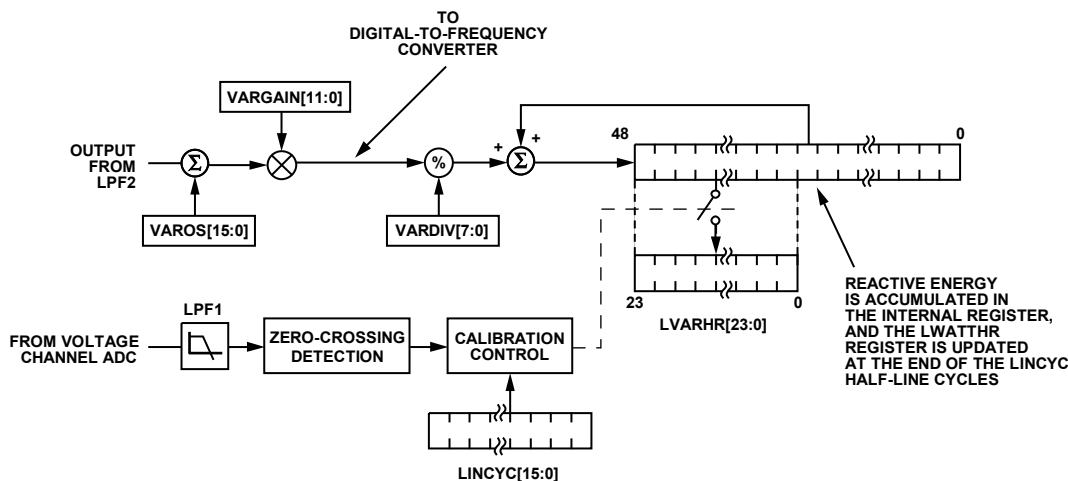 TO
DIGITAL-TO-FREQUENCY
CONVERTER
VARGAIN[11:0]
OUTPUT
FROM
LPF2
Σ
%
+
+
Σ
48
0
VAROS[15:0]
VARDIV[7:0]
23
0
LVARHR[23:0]
REACTIVE ENERGY
IS ACCUMULATED IN
THE INTERNAL REGISTER,
AND THE LWATTHR
REGISTER IS UPDATED
AT THE END OF THE LINCYC
HALF-LINE CYCLES
LPF1
FROM VOLTAGE
CHANNEL ADC
ZERO-CROSSING
DETECTION
CALIBRATION
CONTROL
LINCYC[15:0]